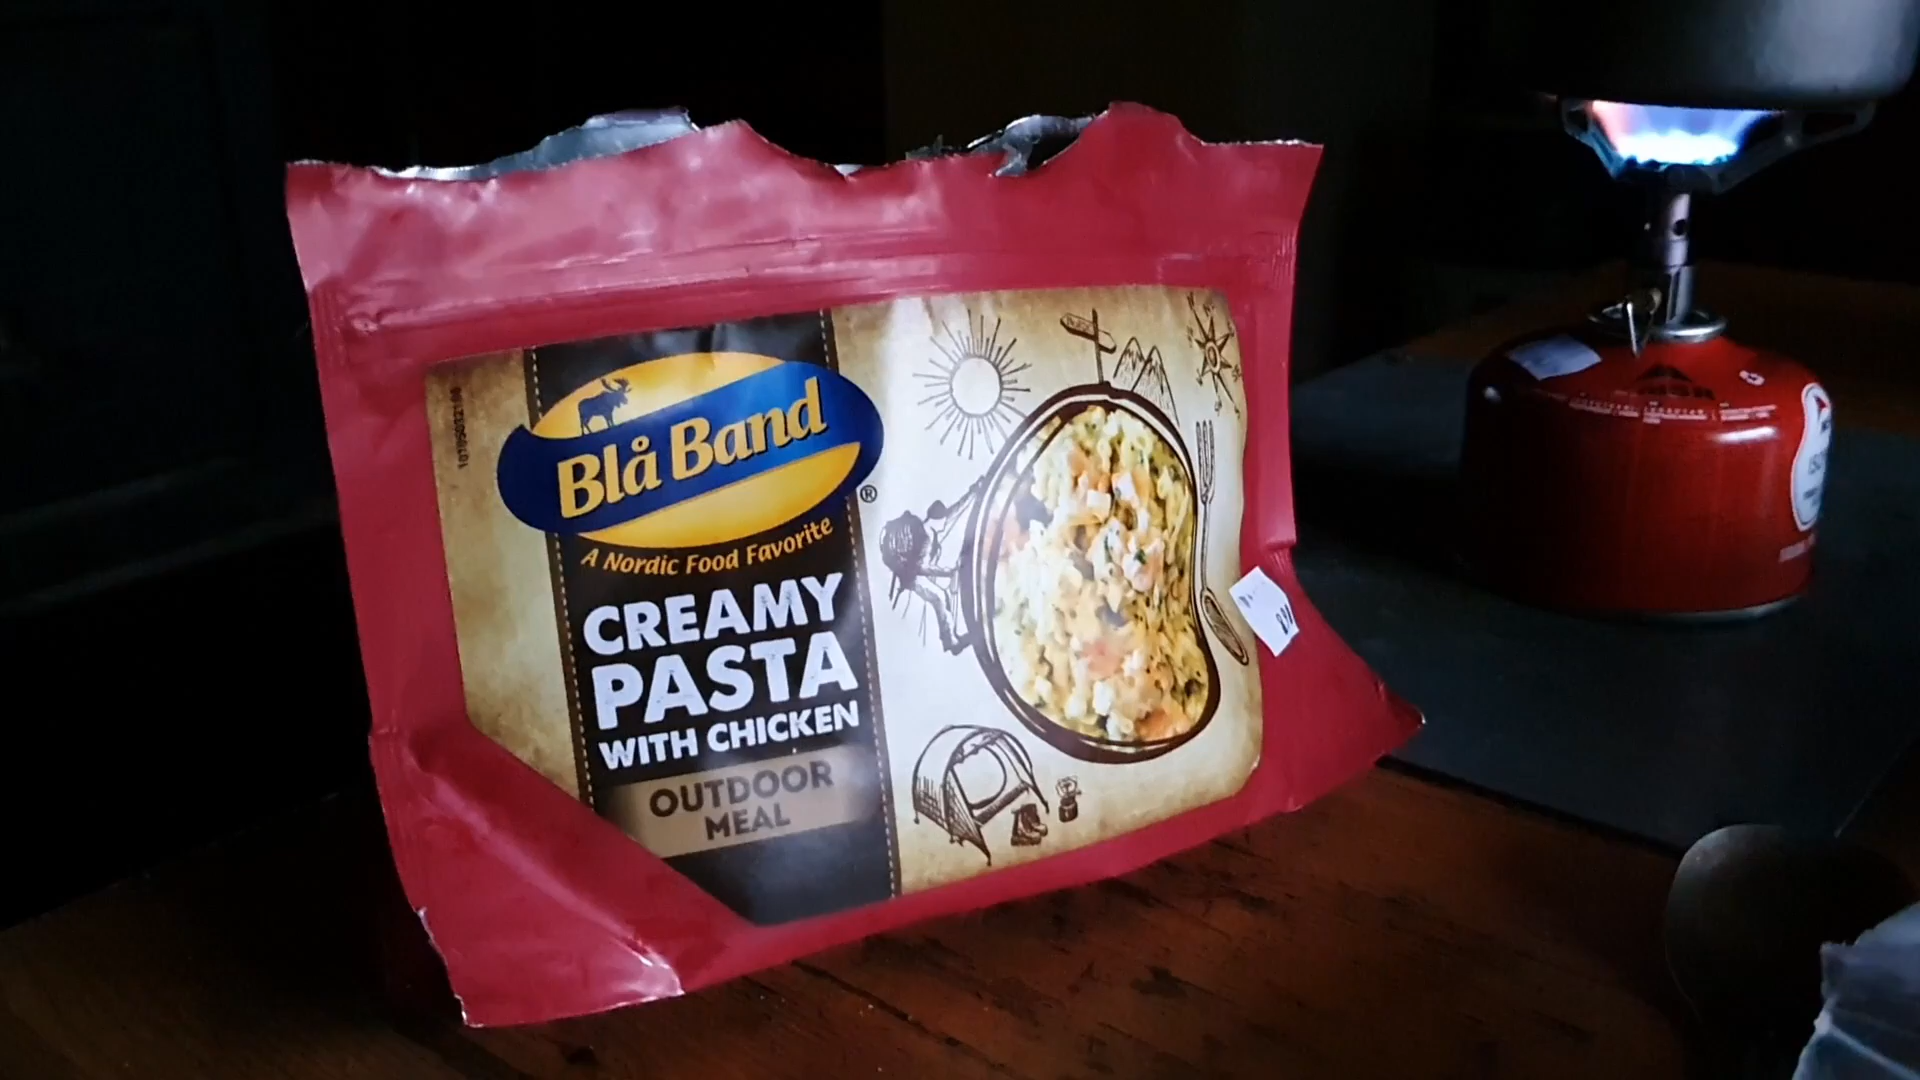 Blå Band
®
A Nordic Food Favorite
CREAMY
PASTA
WITH CHICKEN
OUTDOOR
MEAL